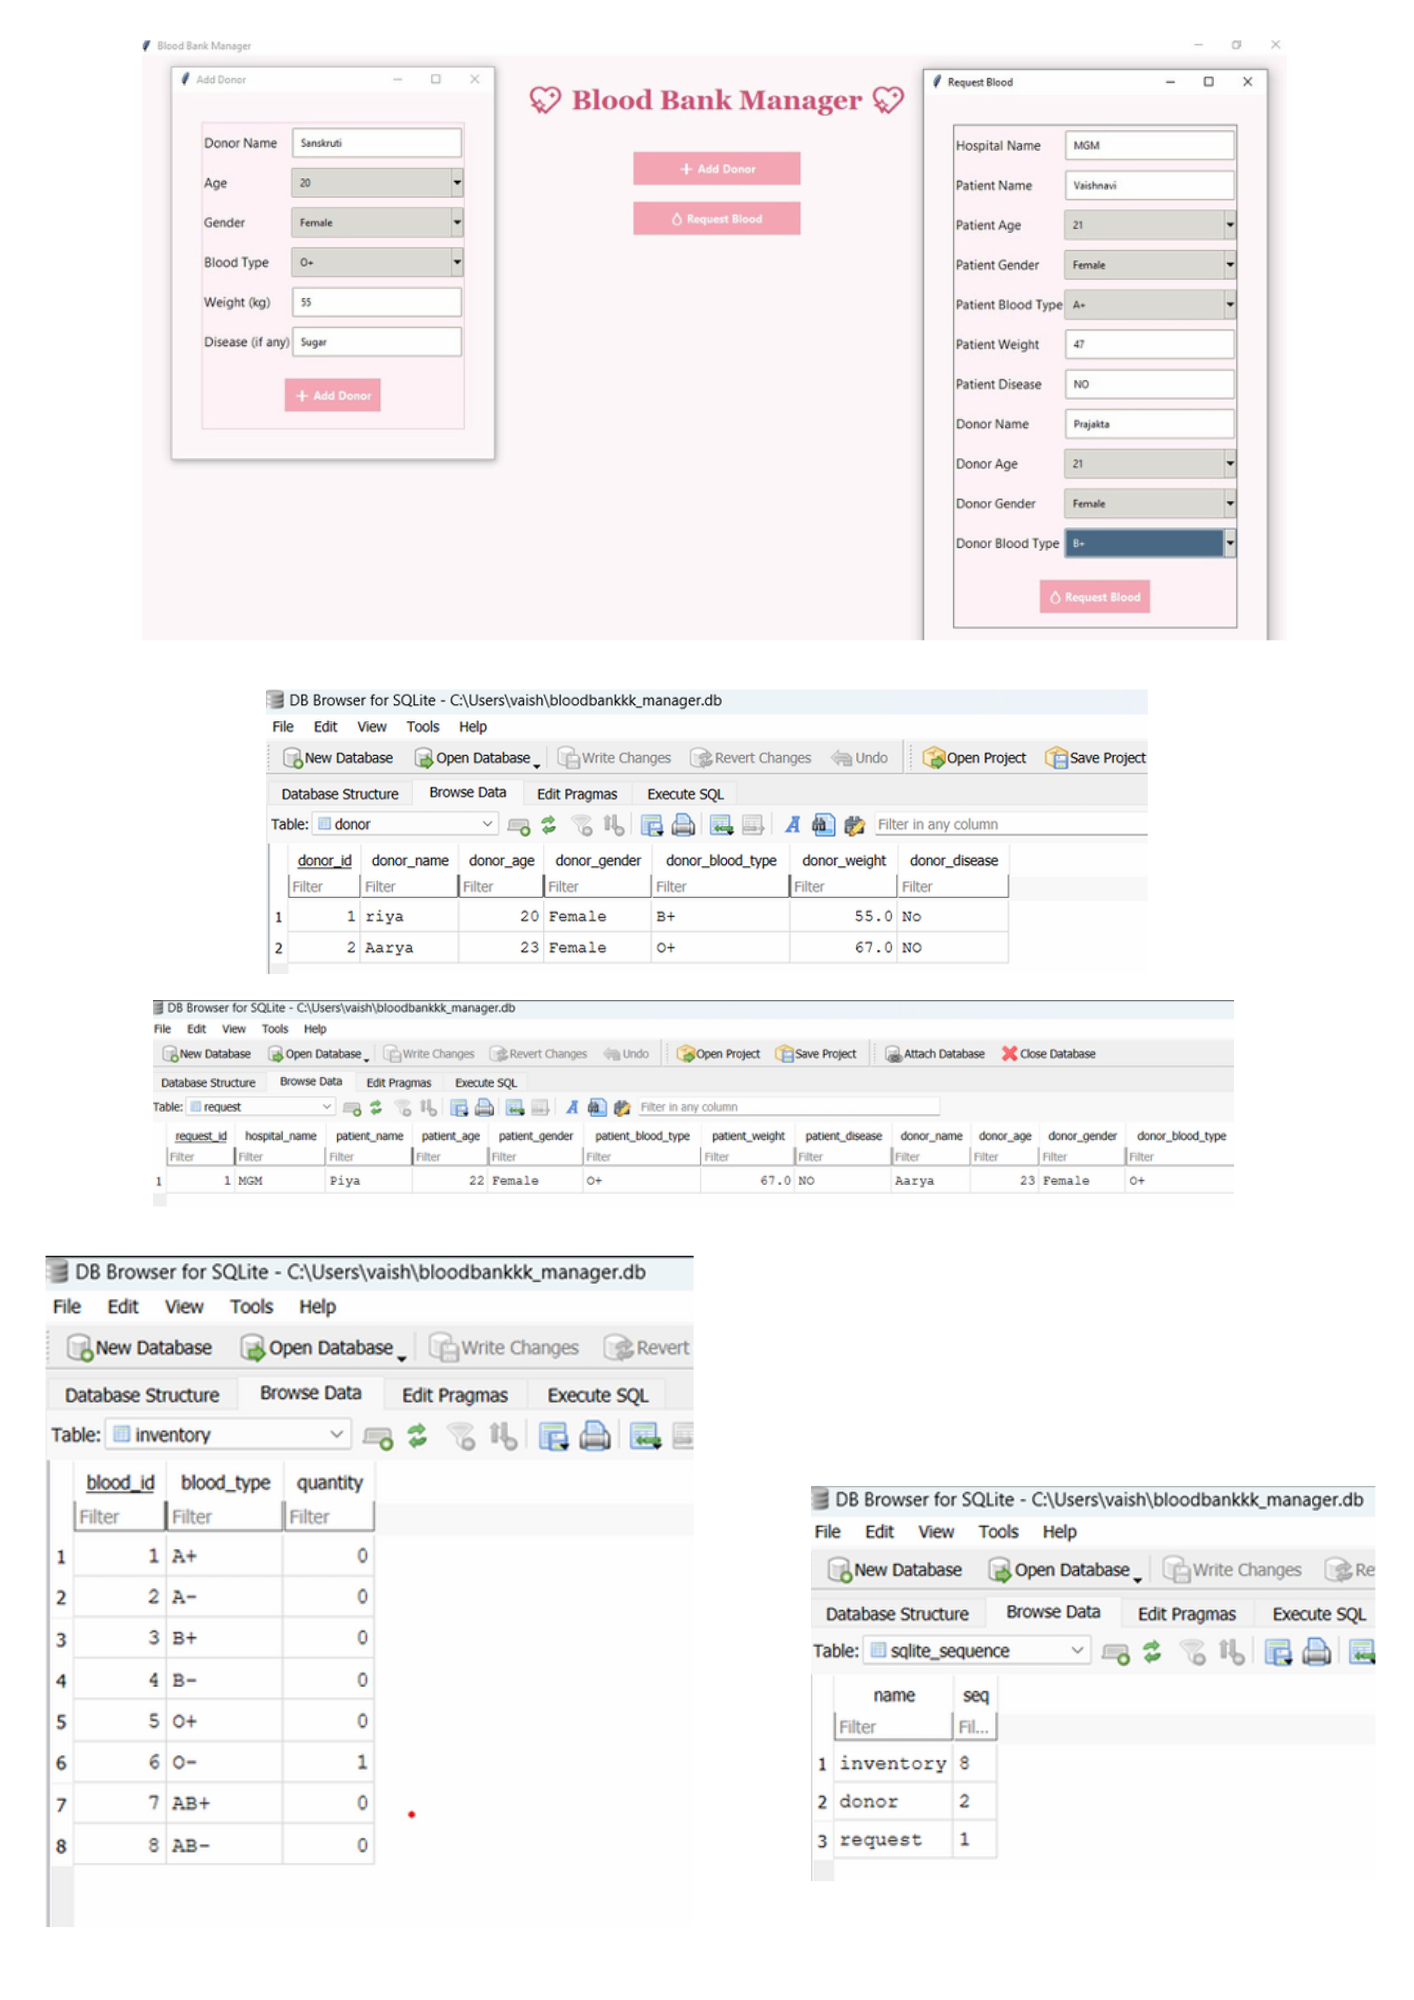 Blood Bank Manager
Add Donor
Donor Name Sanskruti
Age 20
Gender Female
Blood Type O+
Weight (kg) 55
Disease (if any) Sugar
+ Add Donor
Blood Bank Manager
+ Add Donor
Request Blood
Request Blood
Hospital Name MGM
Patient Name Vaishnavi
Patient Age 21
Patient Gender Female
Patient Blood Type A+
Patient Weight 47
Patient Disease NO
Donor Name Prajakta
Donor Age 21
Donor Gender Female
Donor Blood Type B+
Request Blood
DB Browser for SQLite - C:\Users\vaish\bloodbankkk_manager.db
File Edit View Tools Help
New Database Open Database Write Changes Revert Changes Undo Open Project Save Project
Database Structure Browse Data Edit Pragmas Execute SQL
Table: donor Filter in any column
donor_id donor_name donor_age donor_gender donor_blood_type donor_weight donor_disease
Filter Filter Filter Filter Filter Filter Filter
1 1 riya 20 Female B+ 55.0 No
2 2 Aarya 23 Female O+ 67.0 NO
DB Browser for SQLite - C:\Users\vaish\bloodbankkk_manager.db
File Edit View Tools Help
New Database Open Database Write Changes Revert Changes Undo Open Project Save Project Attach Database Close Database
Database Structure Browse Data Edit Pragmas Execute SQL
Table: request Filter in any column
request_id hospital_name patient_name patient_age patient_gender patient_blood_type patient_weight patient_disease donor_name donor_age donor_gender donor_blood_type
Filter Filter Filter Filter Filter Filter Filter Filter Filter Filter Filter Filter
1 1 MGM Piya 22 Female O+ 67.0 NO Aarya 23 Female O+
DB Browser for SQLite - C:\Users\vaish\bloodbankkk_manager.db
File Edit View Tools Help
New Database Open Database Write Changes Revert
Database Structure Browse Data Edit Pragmas Execute SQL
Table: inventory
blood_id blood_type quantity
Filter Filter Filter
1 1 A+ 0
2 2 A- 0
3 3 B+ 0
4 4 B- 0
5 5 O+ 0
6 6 O- 1
7 7 AB+ 0
8 8 AB- 0
DB Browser for SQLite - C:\Users\vaish\bloodbankkk_manager.db
File Edit View Tools Help
New Database Open Database Write Changes Re
Database Structure Browse Data Edit Pragmas Execute SQL
Table: sqlite_sequence
name seq
Filter Fil...
1 inventory 8
2 donor 2
3 request 1